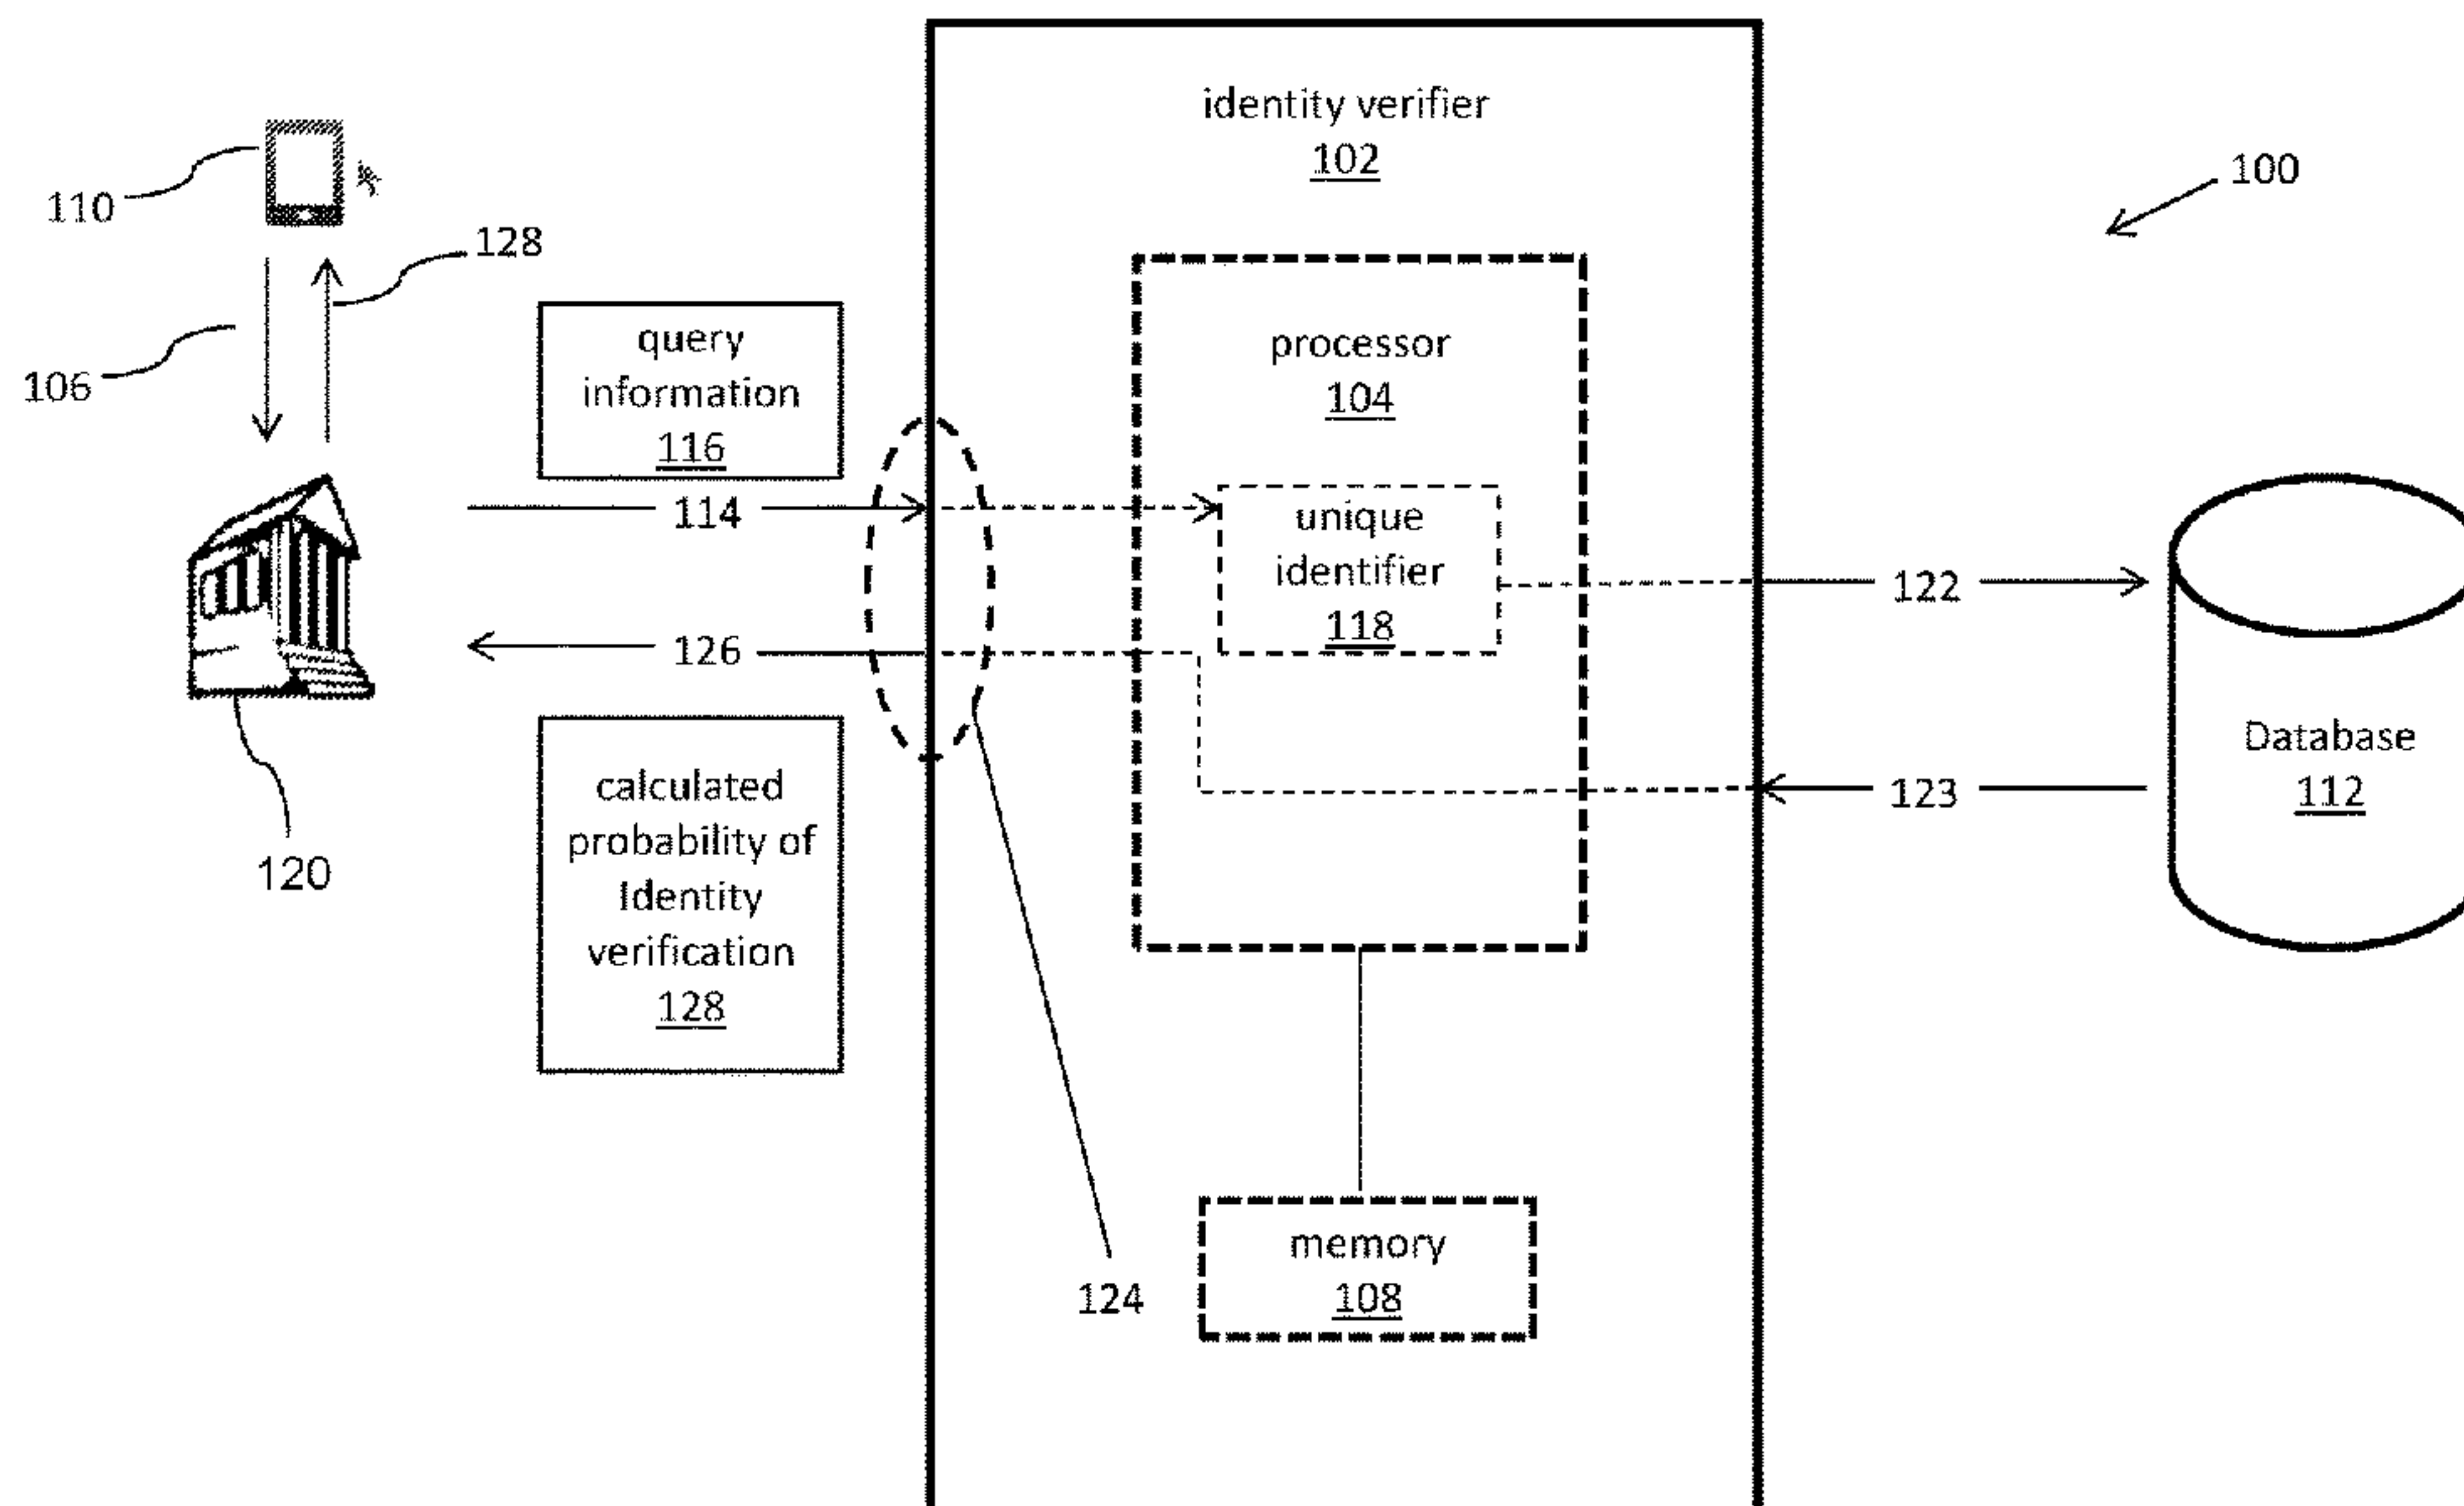 identity verifier
102
100
110
128
106
query
information
116
processor
104
114
unique
identifier
118
122
126
Database
112
123
calculated
probability of
Identity
verification
128
120
124
memory
108